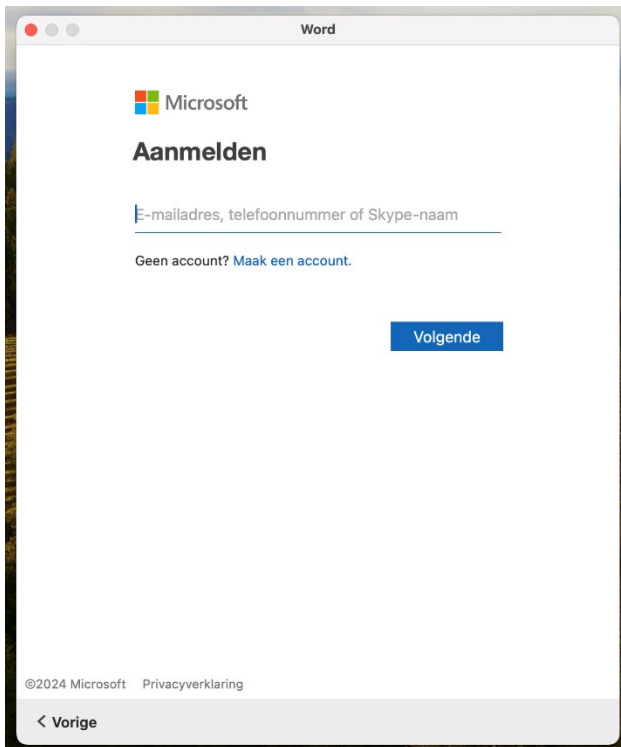 Word
Microsoft
Aanmelden
E-mailadres, telefoonnummer of Skype-naam
Geen account? Maak een account.
Volgende
©2024 Microsoft Privacyverklaring
< Vorige